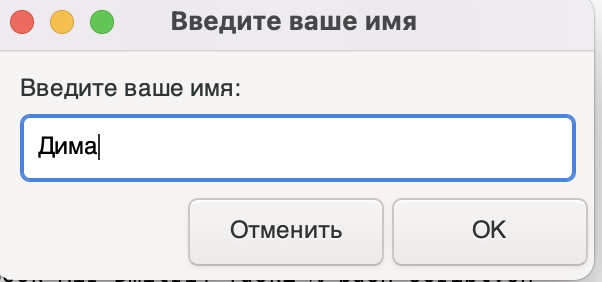 Введите ваше имя
Введите ваше имя:
Дима
Отменить
OK